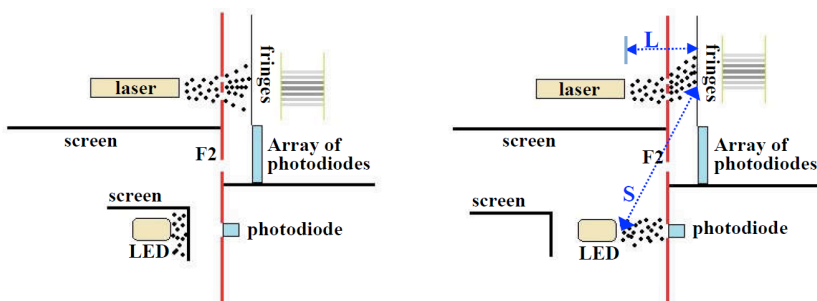 laser
fringes
screen
F2
Array of
photodiodes
screen
LED
photodiode
L
laser
fringes
screen
F2
Array of
photodiodes
S
screen
LED
photodiode